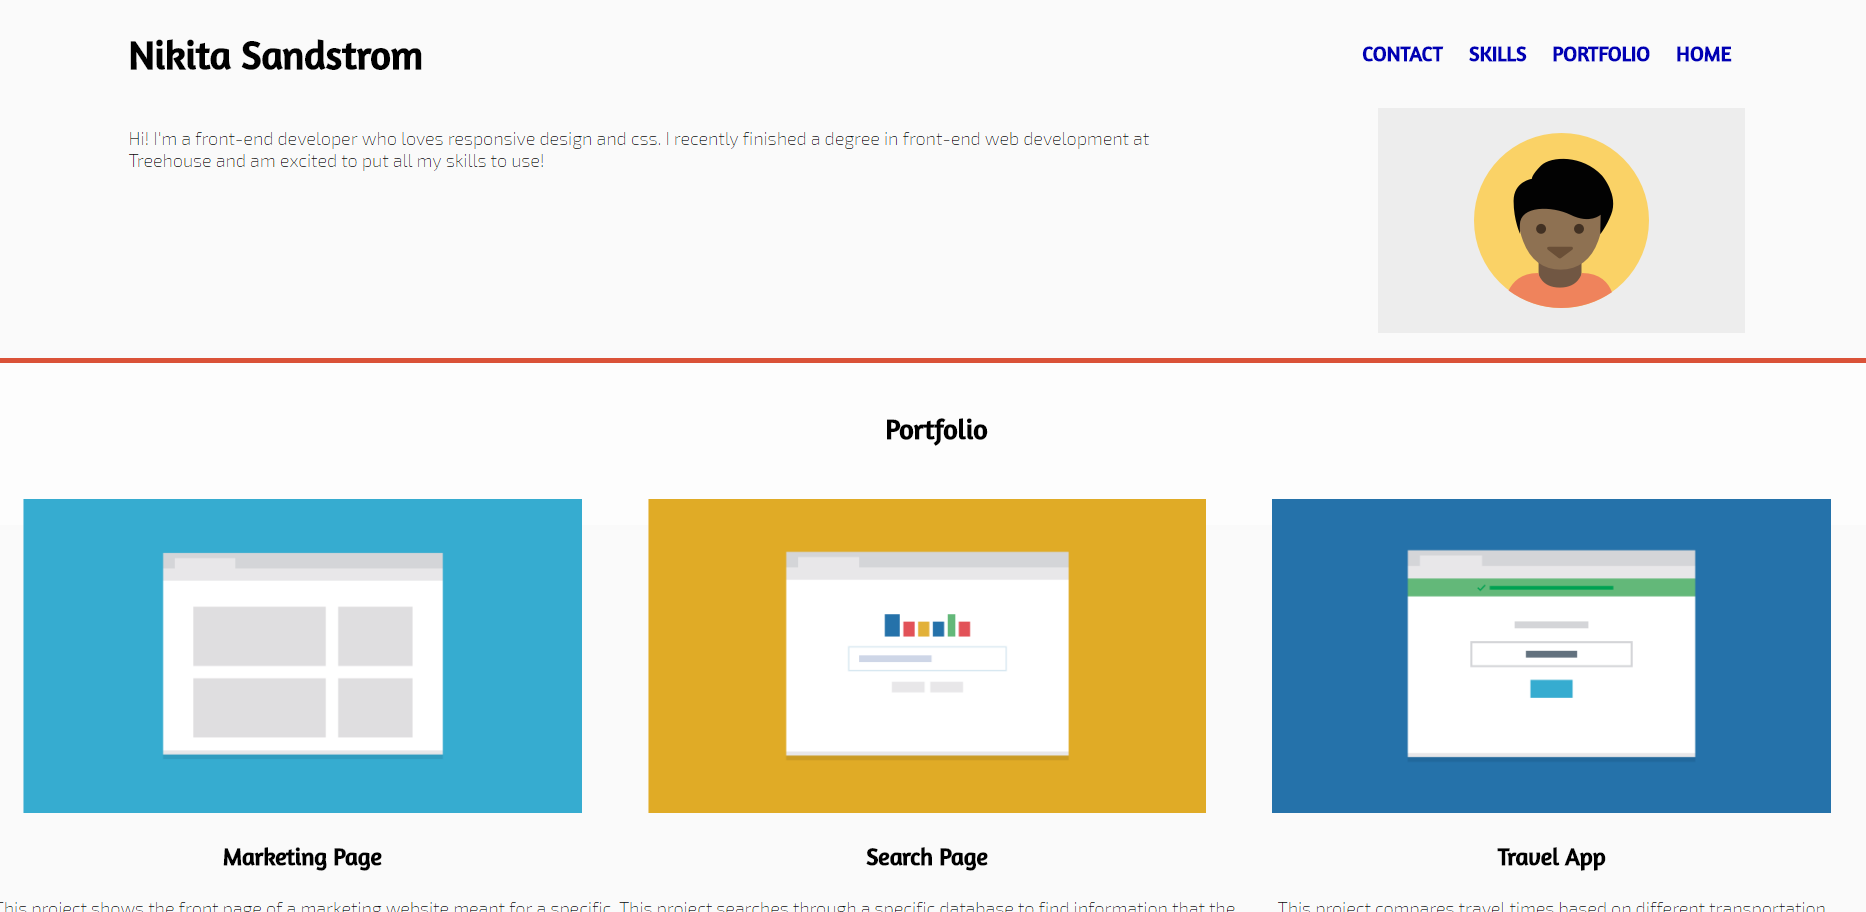 Nikita Sandstrom
CONTACT SKILLS PORTFOLIO HOME
Hi! I'm a front-end developer who loves responsive design and css. I recently finished a degree in front-end web development at
Treehouse and am excited to put all my skills to use!
Portfolio
Marketing Page
Search Page
Travel App
This project shows the front page of a marketing website meant for a specific
This project searches through a specific database to find information that the
This project compares travel times based on different transportation